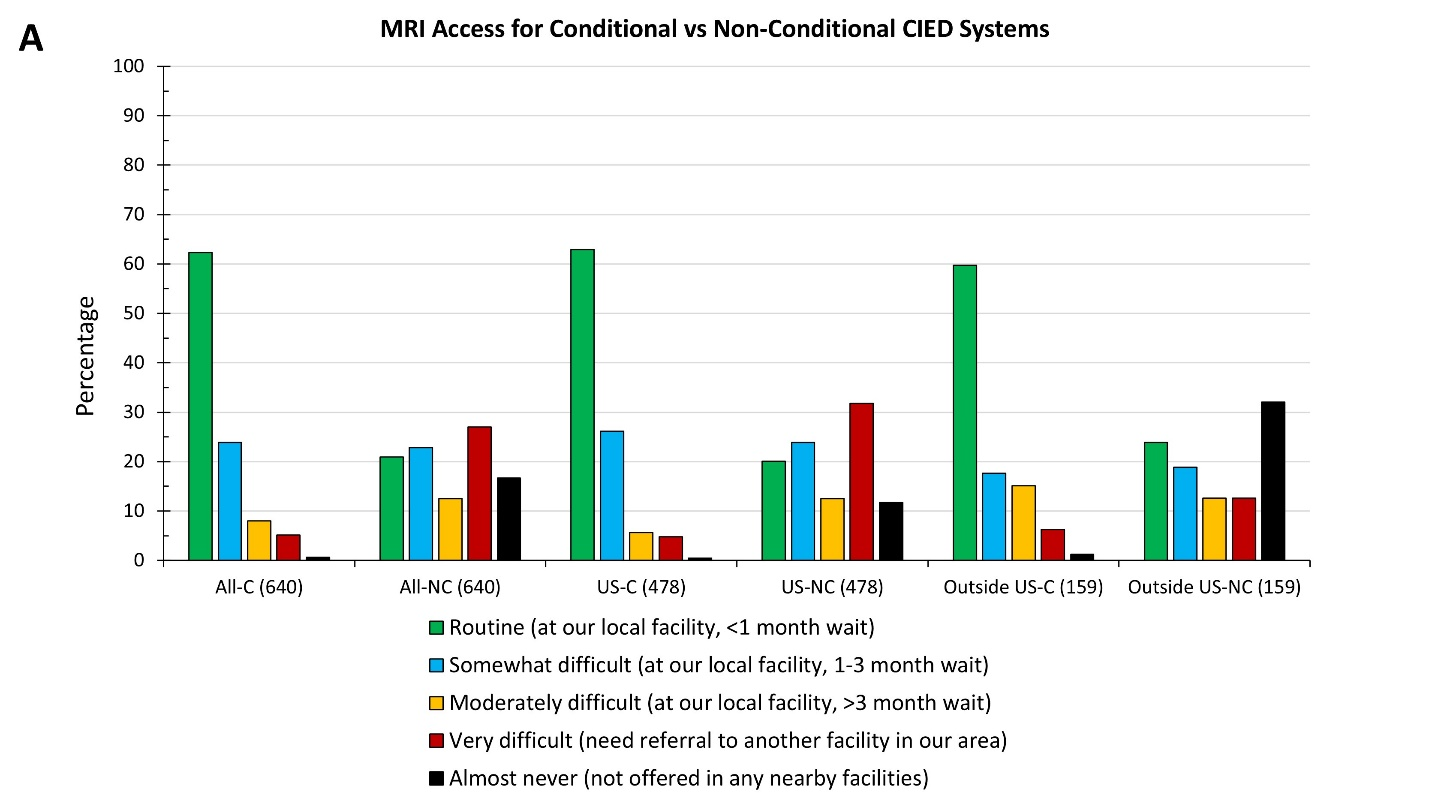 A
MRI Access for Conditional vs Non-Conditional CIED Systems
100
90
80
70
60
50
40
30
20
10
0
Percentage
All-C (640) All-NC (640) US-C (478) US-NC (478) Outside US-C (159) Outside US-NC (159)
Routine (at our local facility, <1 month wait)
Somewhat difficult (at our local facility, 1-3 month wait)
Moderately difficult (at our local facility, >3 month wait)
Very difficult (need referral to another facility in our area)
Almost never (not offered in any nearby facilities)